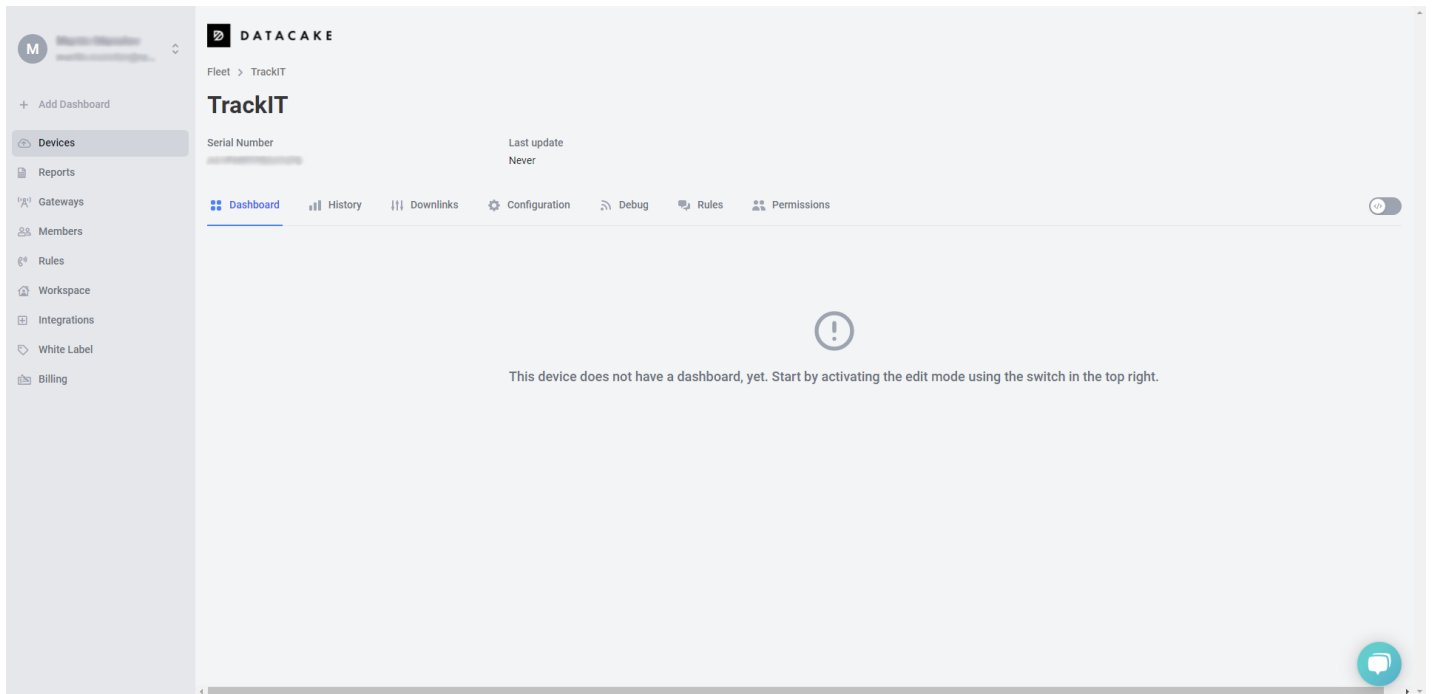 M
DATACAKE
Fleet > TrackIT
TrackIT
Add Dashboard
Devices
Reports
Gateways
Members
Rules
Workspace
Integrations
White Label
Billing
Serial Number
Last update
Never
Dashboard History Downlinks Configuration Debug Rules Permissions
This device does not have a dashboard, yet. Start by activating the edit mode using the switch in the top right.